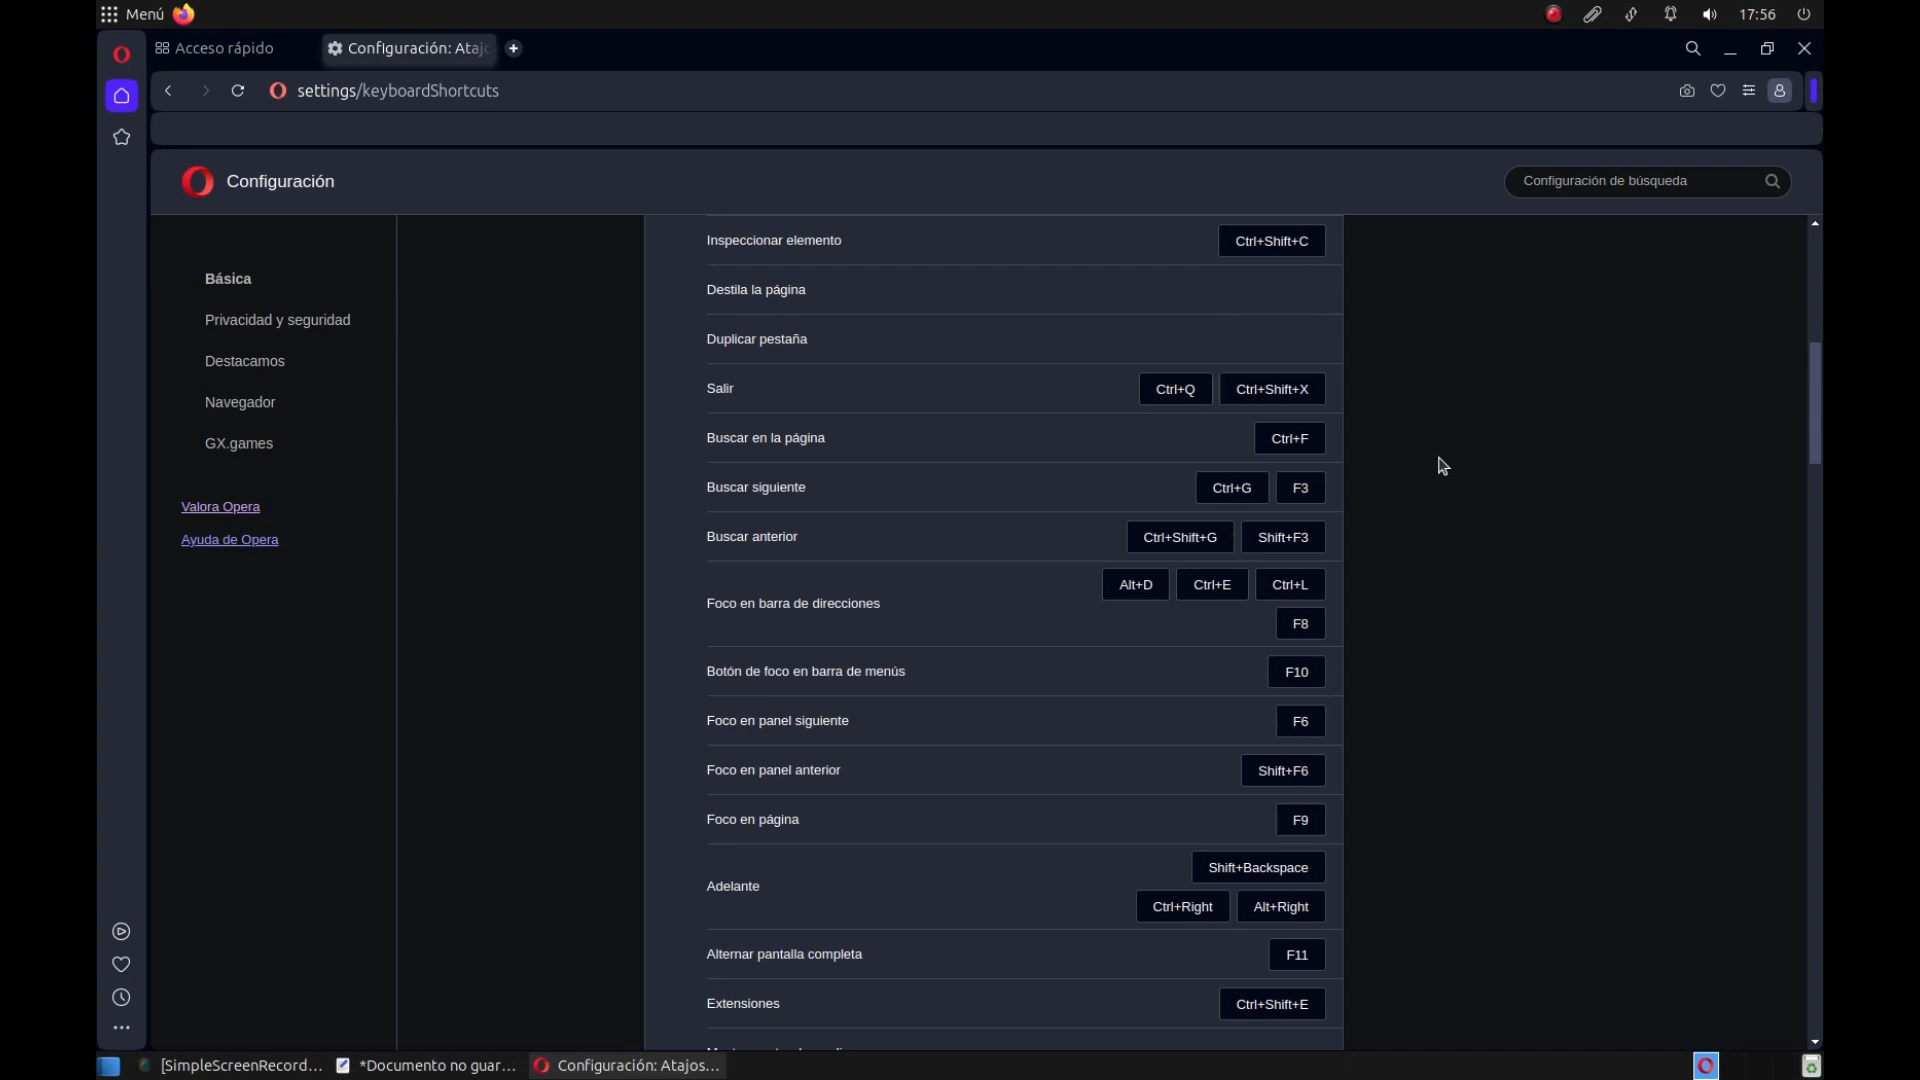 Menú
17:56
Acceso rápido
Configuración: Ataj
settings/keyboardShortcuts
Configuración
Configuración de búsqueda
Básica
Privacidad y seguridad
Destacamos
Navegador
GX.games
Valora Opera
Ayuda de Opera
Inspeccionar elemento Ctrl+Shift+C
Destila la página
Duplicar pestaña
Salir Ctrl+Q Ctrl+Shift+X
Buscar en la página Ctrl+F
Buscar siguiente Ctrl+G F3
Buscar anterior Ctrl+Shift+G Shift+F3
Foco en barra de direcciones Alt+D Ctrl+E Ctrl+L
F8
Botón de foco en barra de menús F10
Foco en panel siguiente F6
Foco en panel anterior Shift+F6
Foco en página F9
Adelante Shift+Backspace
Ctrl+Right Alt+Right
Alternar pantalla completa F11
Extensiones Ctrl+Shift+E
[SimpleScreenRecord...
*Documento no guar...
Configuración: Atajos...